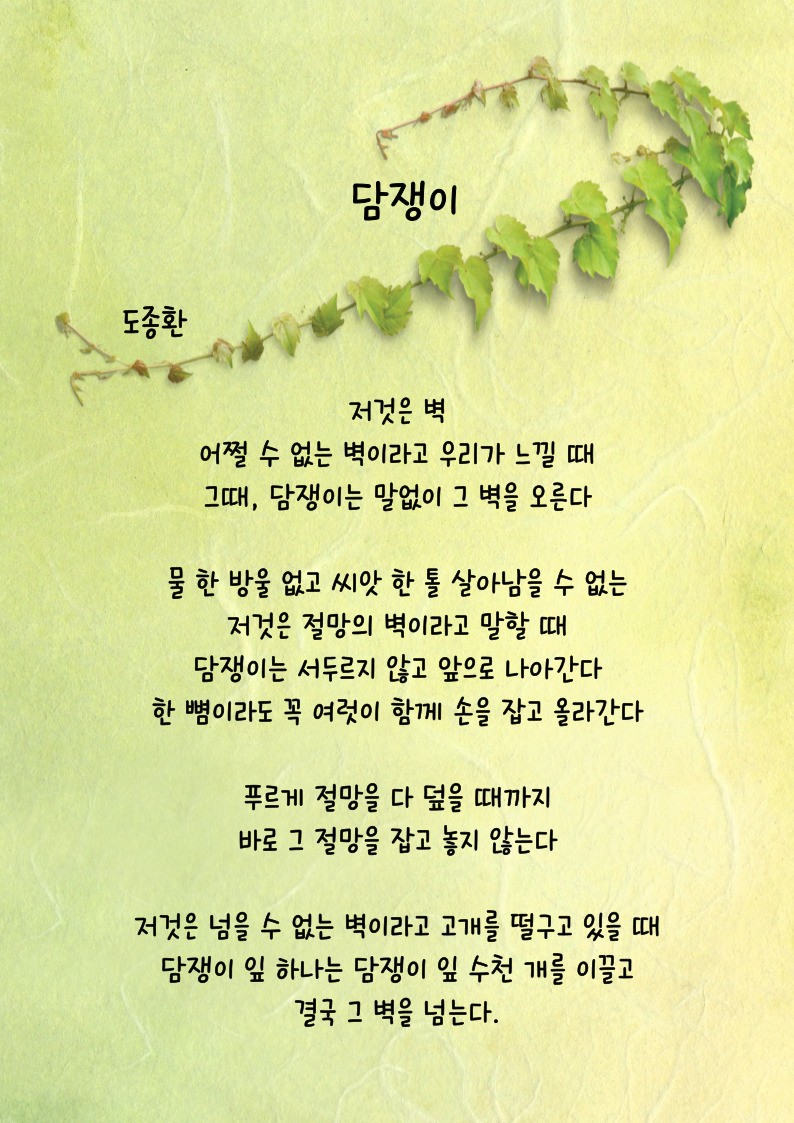 담쟁이
도종환
저것은 벽
어쩔 수 없는 벽이라고 우리가 느낄 때
그때, 담쟁이는 말없이 그 벽을 오른다
물 한 방울 없고 씨앗 한 톨 살아남을 수 없는
저것은 절망의 벽이라고 말할 때
담쟁이는 서두르지 않고 앞으로 나아간다
한 뼘이라도 꼭 여럿이 함께 손을 잡고 올라간다
푸르게 절망을 다 덮을 때까지
바로 그 절망을 잡고 놓지 않는다
저것은 넘을 수 없는 벽이라고 고개를 떨구고 있을 때
담쟁이 잎 하나는 담쟁이 잎 수천 개를 이끌고
결국 그 벽을 넘는다.